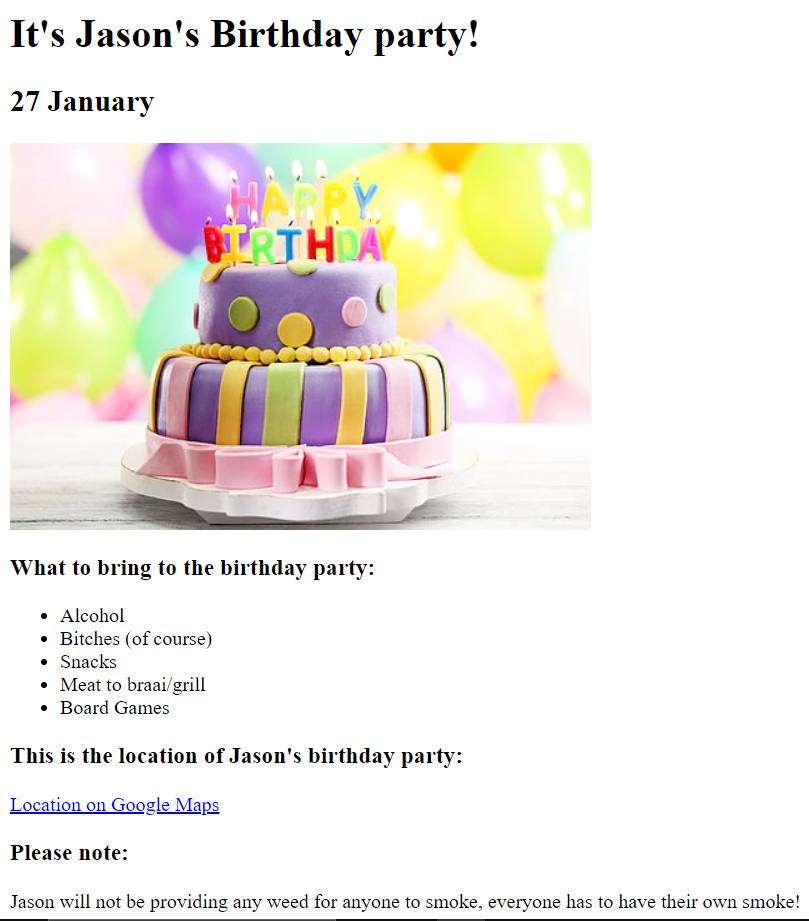 It's Jason's Birthday party!
27 January
HAPPY
BIRTHDAY
What to bring to the birthday party:
Alcohol
Bitches (of course)
Snacks
Meat to braai/grill
Board Games
This is the location of Jason's birthday party:
Location on Google Maps
Please note:
Jason will not be providing any weed for anyone to smoke, everyone has to have their own smoke!